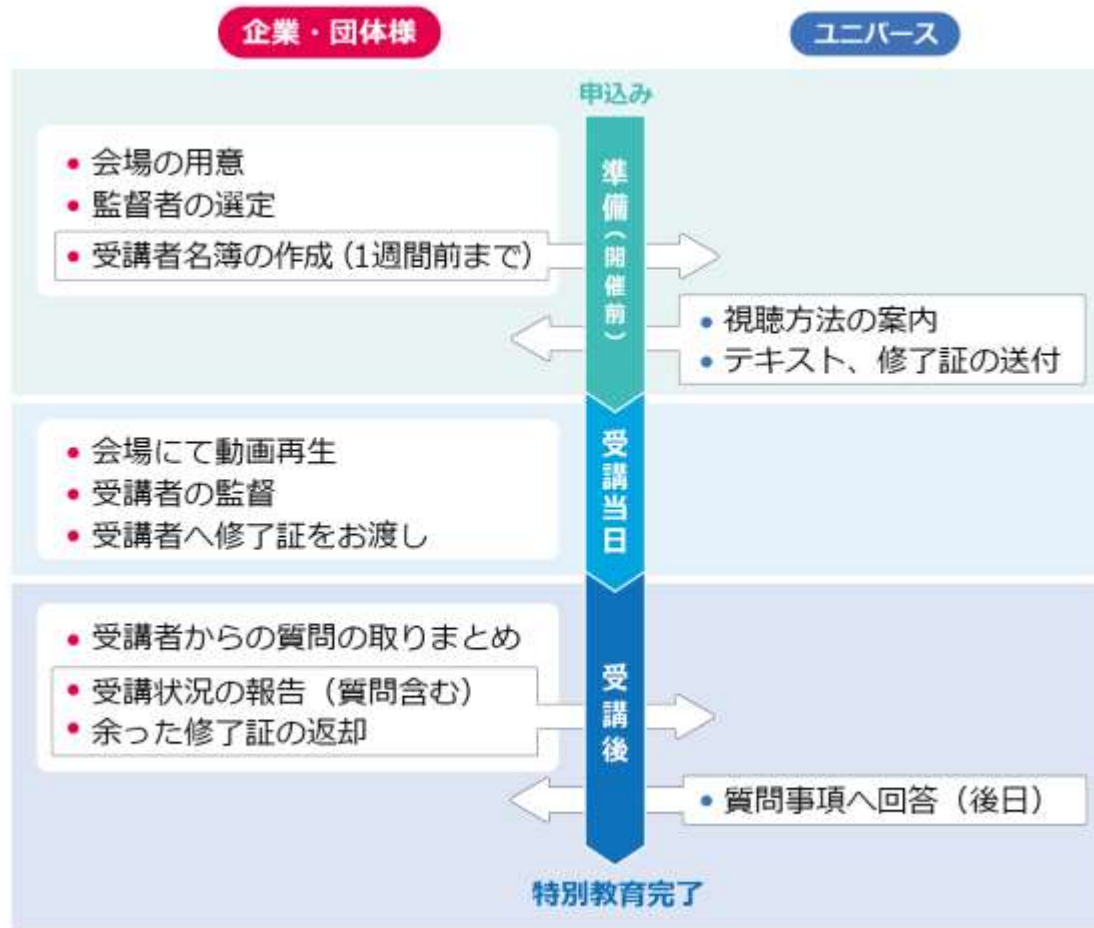 企業・団体様
ユニバース
申込み
準備（開催前）
• 会場の用意
• 監督者の選定
• 受講者名簿の作成（1週間前まで）
• 視聴方法の案内
• テキスト、修了証の送付
受講当日
• 会場にて動画再生
• 受講者の監督
• 受講者へ修了証をお渡し
受講後
• 受講者からの質問の取りまとめ
• 受講状況の報告（質問含む）
• 余った修了証の返却
• 質問事項へ回答（後日）
特別教育完了